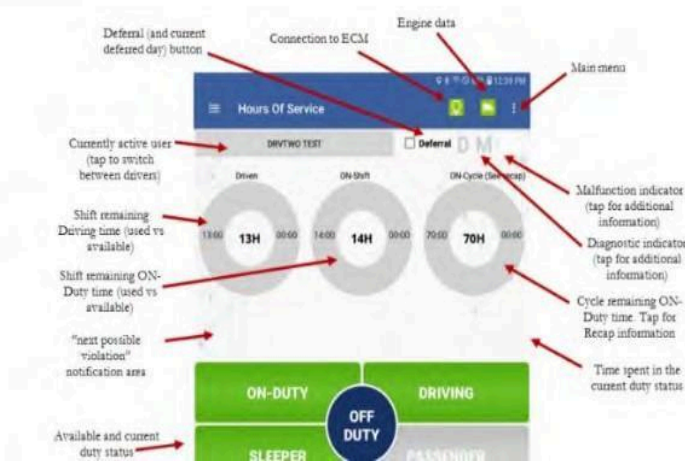 Deferral (and current
deferred day) button
Connection to ECM
Engine data
Main menu
12:39 PM
Hours Of Service
Currently active user
(tap to switch
between drivers)
DRVTWO TEST
Deferral D M
Malfunction indicator
(tap for additional
information)
Driven
ON-Shift
ON-Cycle (See recap)
Shift remaining
Driving time (used vs
available)
13:00 13H 00:00
14:00 14H 00:00
70:00 70H 00:00
Diagnostic indicator
(tap for additional
information)
Shift remaining ON-
Duty time (used vs
available)
Cycle remaining ON-
Duty time. Tap for
Recap information
"next possible
violation"
notification area
Time spent in the
current duty status
ON-DUTY
DRIVING
OFF
DUTY
Available and current
duty status
SLEEPER
PASSENGER